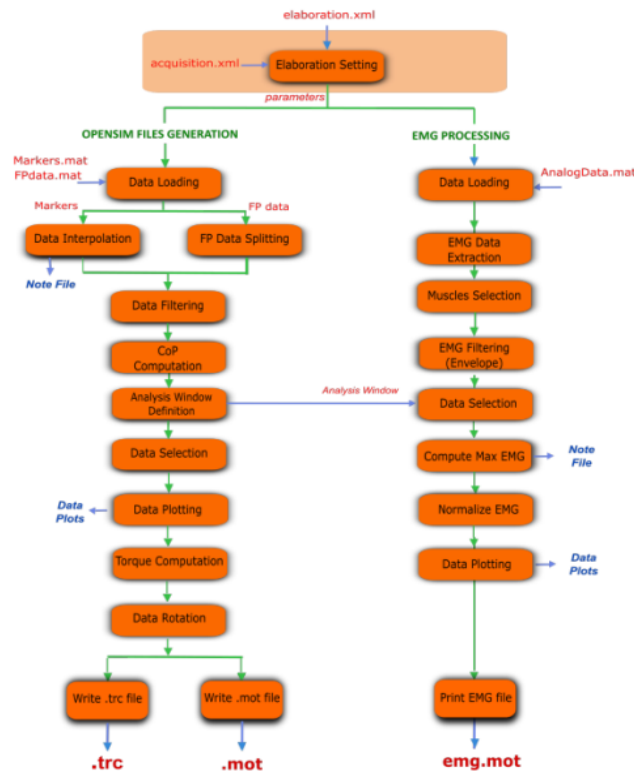 elaboration.xml
acquisition.xml
Elaboration Setting
parameters
OPENSIM FILES GENERATION
EMG PROCESSING
Markers.mat
FPdata.mat
Data Loading
Data Loading
AnalogData.mat
Markers
FP data
Data Interpolation
FP Data Splitting
EMG Data
Extraction
Note File
Data Filtering
Muscles Selection
CoP
Computation
EMG Filtering
(Envelope)
Analysis Window
Definition
Analysis Window
Data Selection
Data Selection
Compute Max EMG
Note
File
Data
Plots
Data Plotting
Normalize EMG
Torque Computation
Data Plotting
Data
Plots
Data Rotation
Write .trc file
Write .mot file
Print EMG file
.trc
.mot
emg.mot